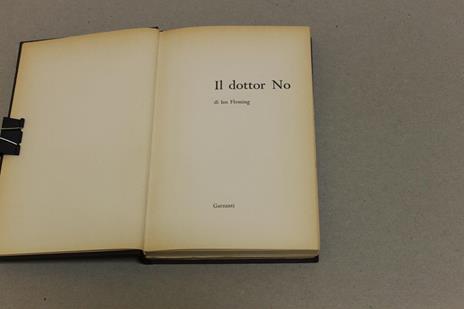 Il dottor No
di Ian Fleming
Garzanti